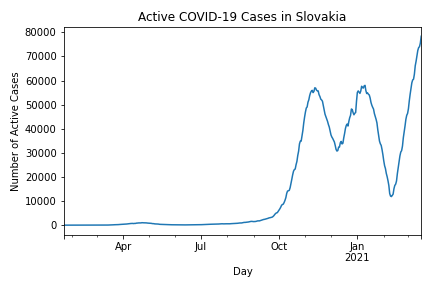 Active COVID-19 Cases in Slovakia
80000
70000
60000
50000
40000
30000
20000
10000
0
Number of Active Cases
Apr
Jul
Oct
Jan
2021
Day